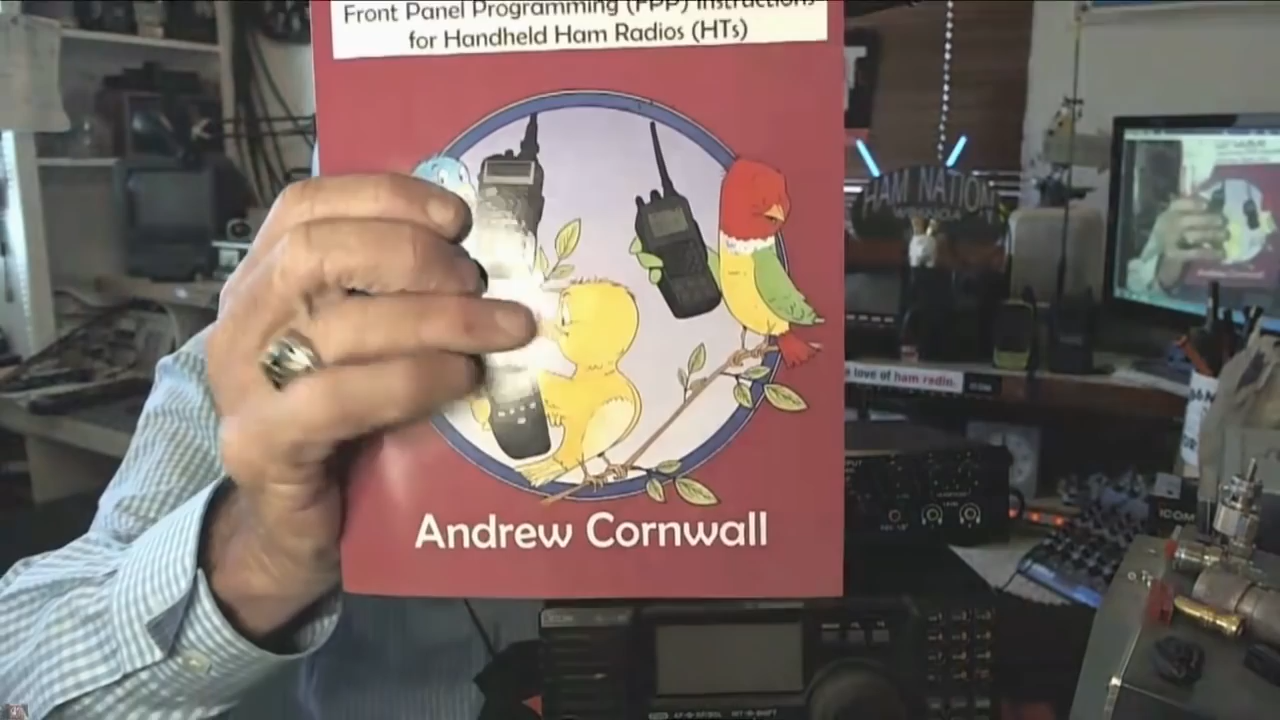 Front Panel Programming (FPP) Instructions
for Handheld Ham Radios (HTs)
Andrew Cornwall
HAM NATION
love of ham radio.
ICOM